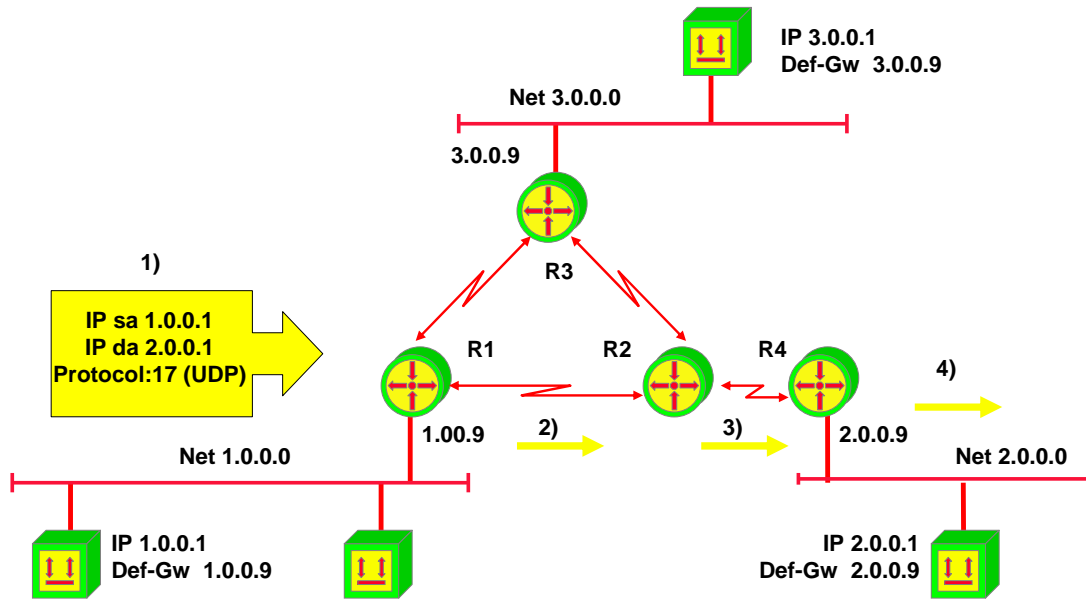 IP 3.0.0.1
Def-Gw 3.0.0.9
Net 3.0.0.0
3.0.0.9
R3
1)
IP sa 1.0.0.1
IP da 2.0.0.1
Protocol:17 (UDP)
R1
R2
R4
4)
1.00.9
2)
3)
2.0.0.9
Net 1.0.0.0
Net 2.0.0.0
IP 1.0.0.1
Def-Gw 1.0.0.9
IP 2.0.0.1
Def-Gw 2.0.0.9